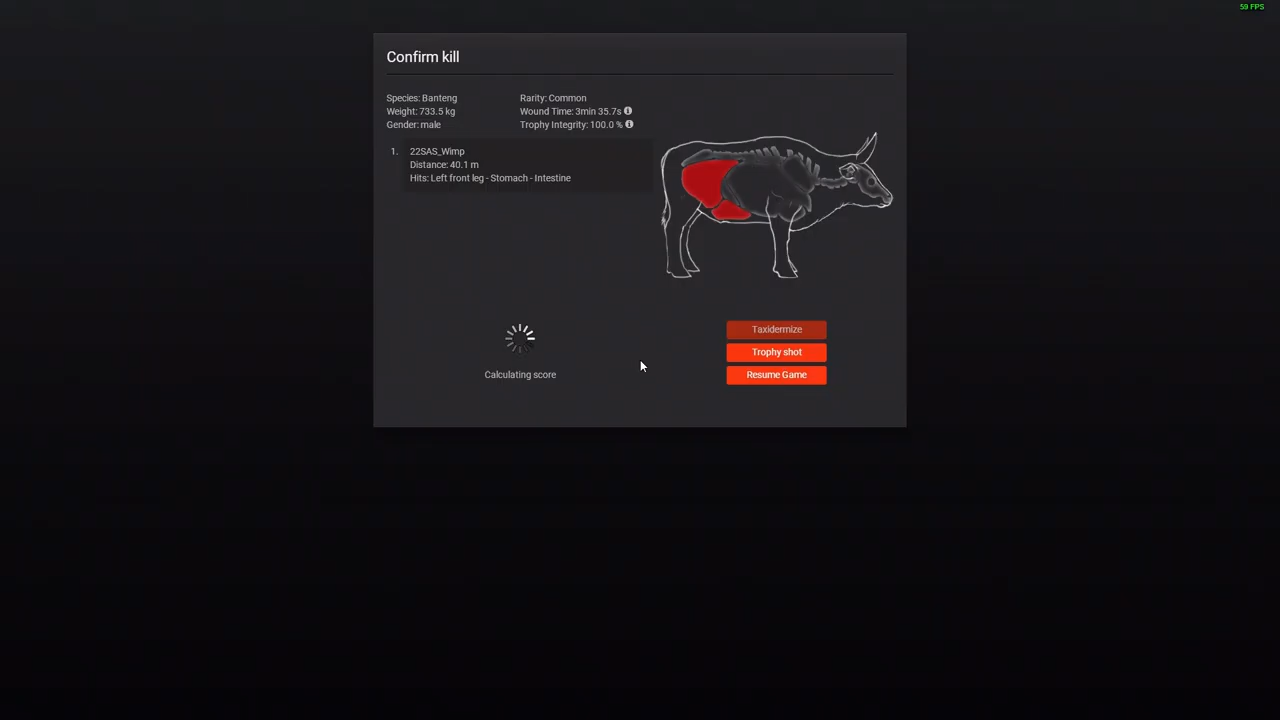 59 FPS
Confirm kill
Species: Banteng
Rarity: Common
Weight: 733.5 kg
Wound Time: 3min 35.7s
Gender: male
Trophy Integrity: 100.0 %
1. 22SAS_Wimp
Distance: 40.1 m
Hits: Left front leg - Stomach - Intestine
Taxidermize
Trophy shot
Calculating score
Resume Game